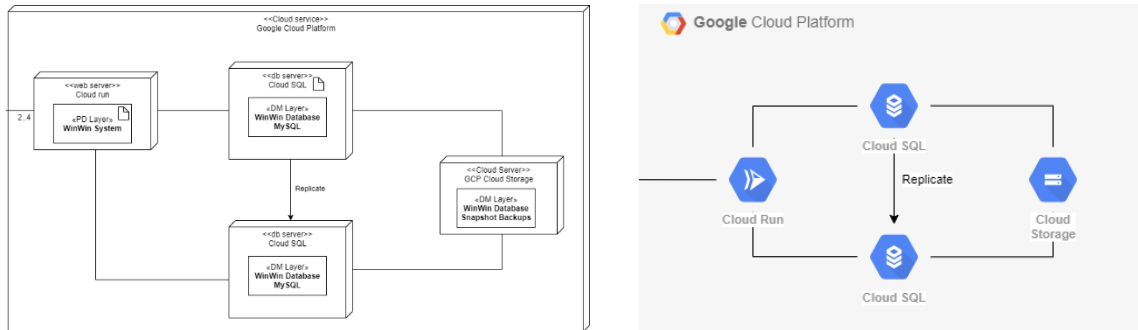 <<Cloud service>>
Google Cloud Platform
<<web server>>
Cloud run
«PD Layer»
WinWin System
2..4
<<db server>>
Cloud SQL
«DM Layer»
WinWin Database
MySQL
Replicate
<<Cloud Server>>
GCP Cloud Storage
«DM Layer»
WinWin Database
Snapshot Backups
<<db server>>
Cloud SQL
«DM Layer»
WinWin Database
MySQL
Google Cloud Platform
Cloud SQL
Replicate
Cloud Run
Cloud
Storage
Cloud SQL